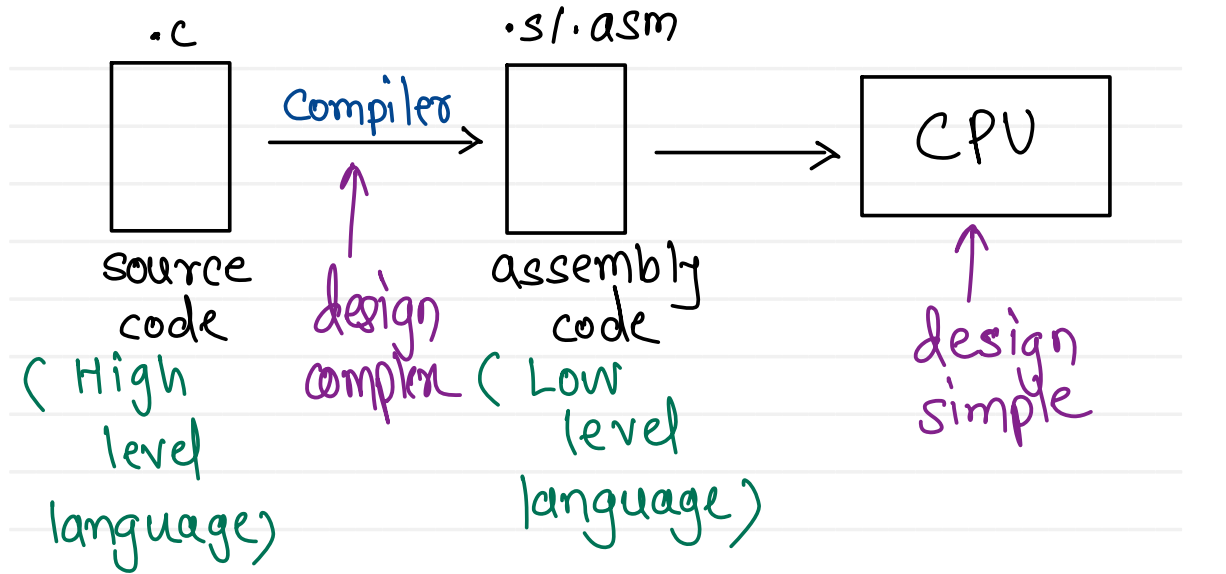 .c
.s/.asm
Compiler
CPU
source
code
(High
level
language)
design
complex
assembly
code
(Low
level
language)
design
simple